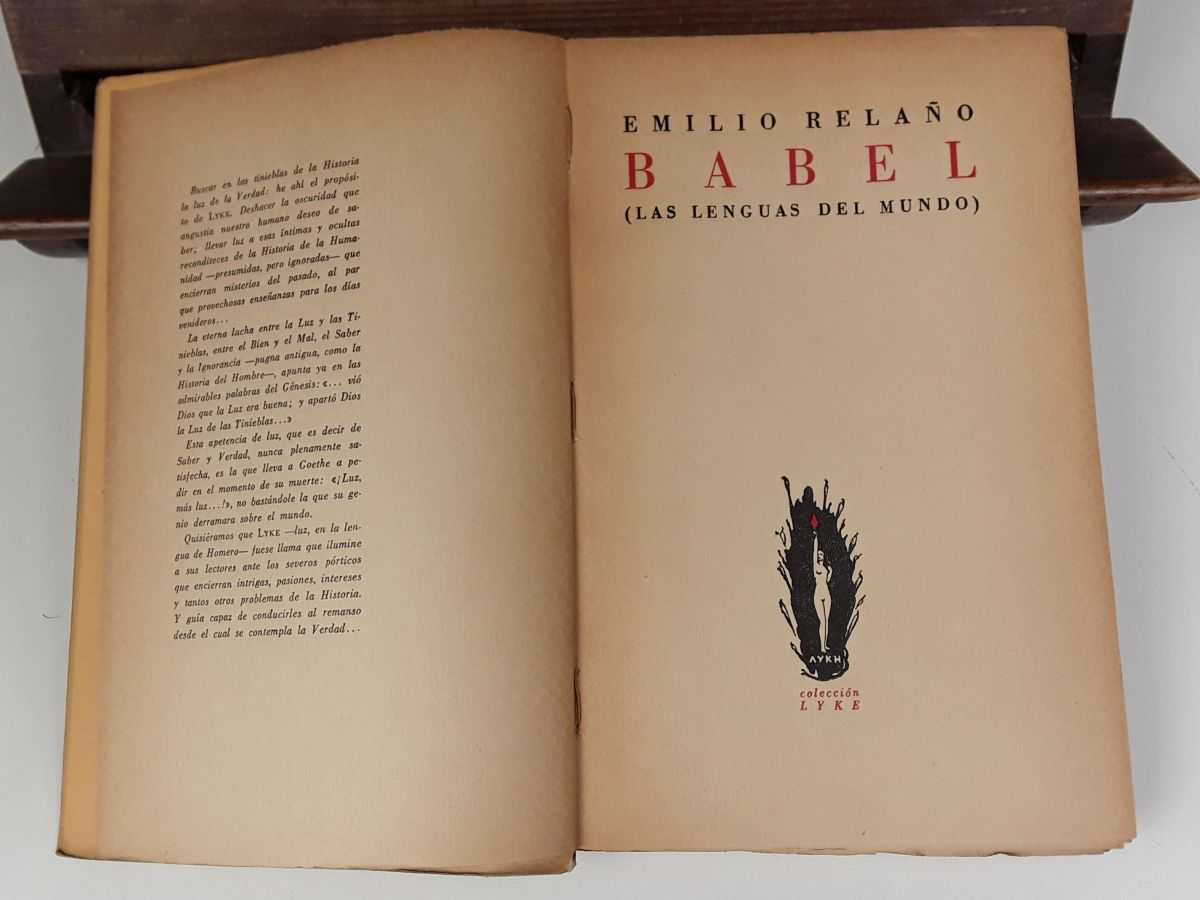 Buscar en las tinieblas de la Historia
la luz de la Verdad: he ahí el propósi-
to de LYKE. Deshacer la oscuridad que
angustia nuestro humano deseo de sa-
ber; llevar luz a esas íntimas y ocultas
reconditeces de la Historia de la Huma-
nidad —presumidas, pero ignoradas— que
encierran misterios del pasado, al par
que provechosas enseñanzas para los días
venideros...
La eterna lucha entre la Luz y las Ti-
nieblas, entre el Bien y el Mal, el Saber
y la Ignorancia —pugna antigua, como la
Historia del Hombre—, apunta ya en las
admirables palabras del Génesis: «... vió
Dios que la Luz era buena; y apartó Dios
la Luz de las Tinieblas...»
Esta apetencia de luz, que es decir de
Saber y Verdad, nunca plenamente sa-
tisfecha, es la que lleva a Goethe a pe-
dir en el momento de su muerte: «¡Luz,
más luz...!», no bastándole la que su ge-
nio derramara sobre el mundo.
Quisiéramos que LYKE —luz, en la len-
gua de Homero— fuese llama que ilumine
a sus lectores ante los severos pórticos
que encierran intrigas, pasiones, intereses
y tantos otros problemas de la Historia.
Y guía capaz de conducirles al remanso
desde el cual se contempla la Verdad...
EMILIO RELAÑO
BABEL
(LAS LENGUAS DEL MUNDO)
ΛΥΚΗ
colección
LYKE